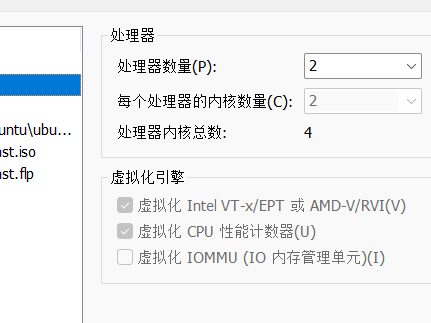 处理器
处理器数量(P): 2
每个处理器的内核数量(C): 2
处理器内核总数: 4
untu\ubu...
st.iso
st.flp
虚拟化引擎
虚拟化 Intel VT-x/EPT 或 AMD-V/RVI(V)
虚拟化 CPU 性能计数器(U)
虚拟化 IOMMU (IO 内存管理单元)(I)